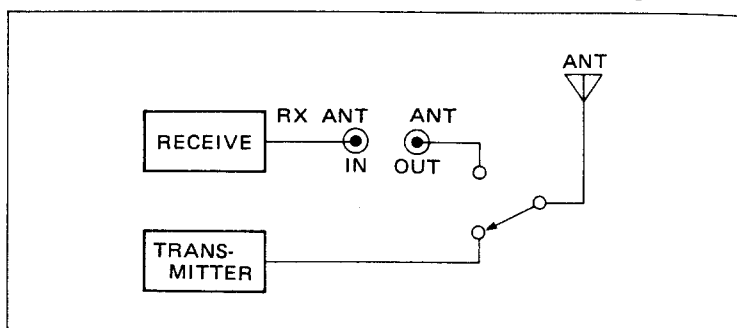 ANT
RX ANT
ANT
RECEIVE
IN
OUT
TRANS-
MITTER